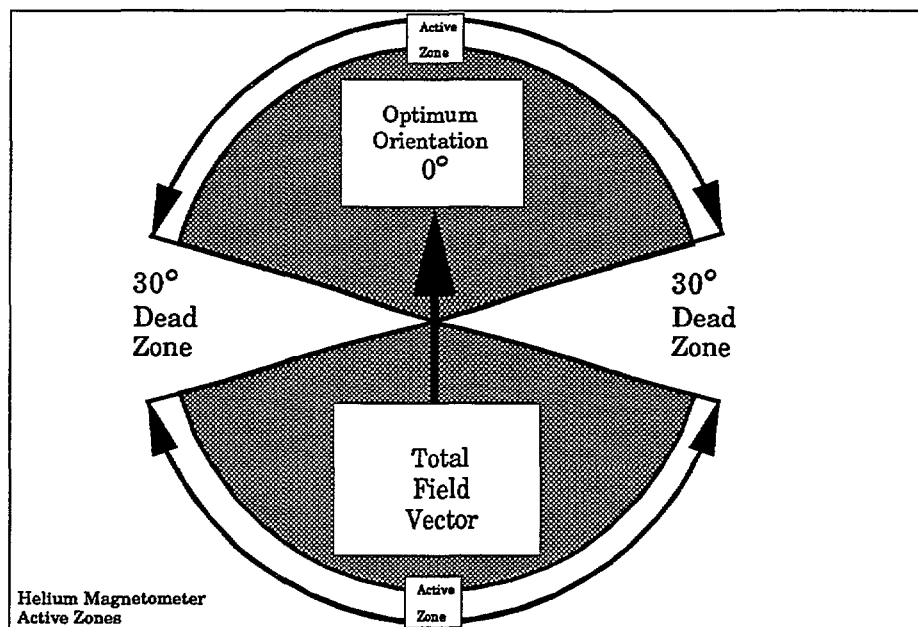 Active
Zone
Optimum
Orientation
0°
30°
Dead
Zone
30°
Dead
Zone
Total
Field
Vector
Active
Zone
Helium Magnetometer
Active Zones